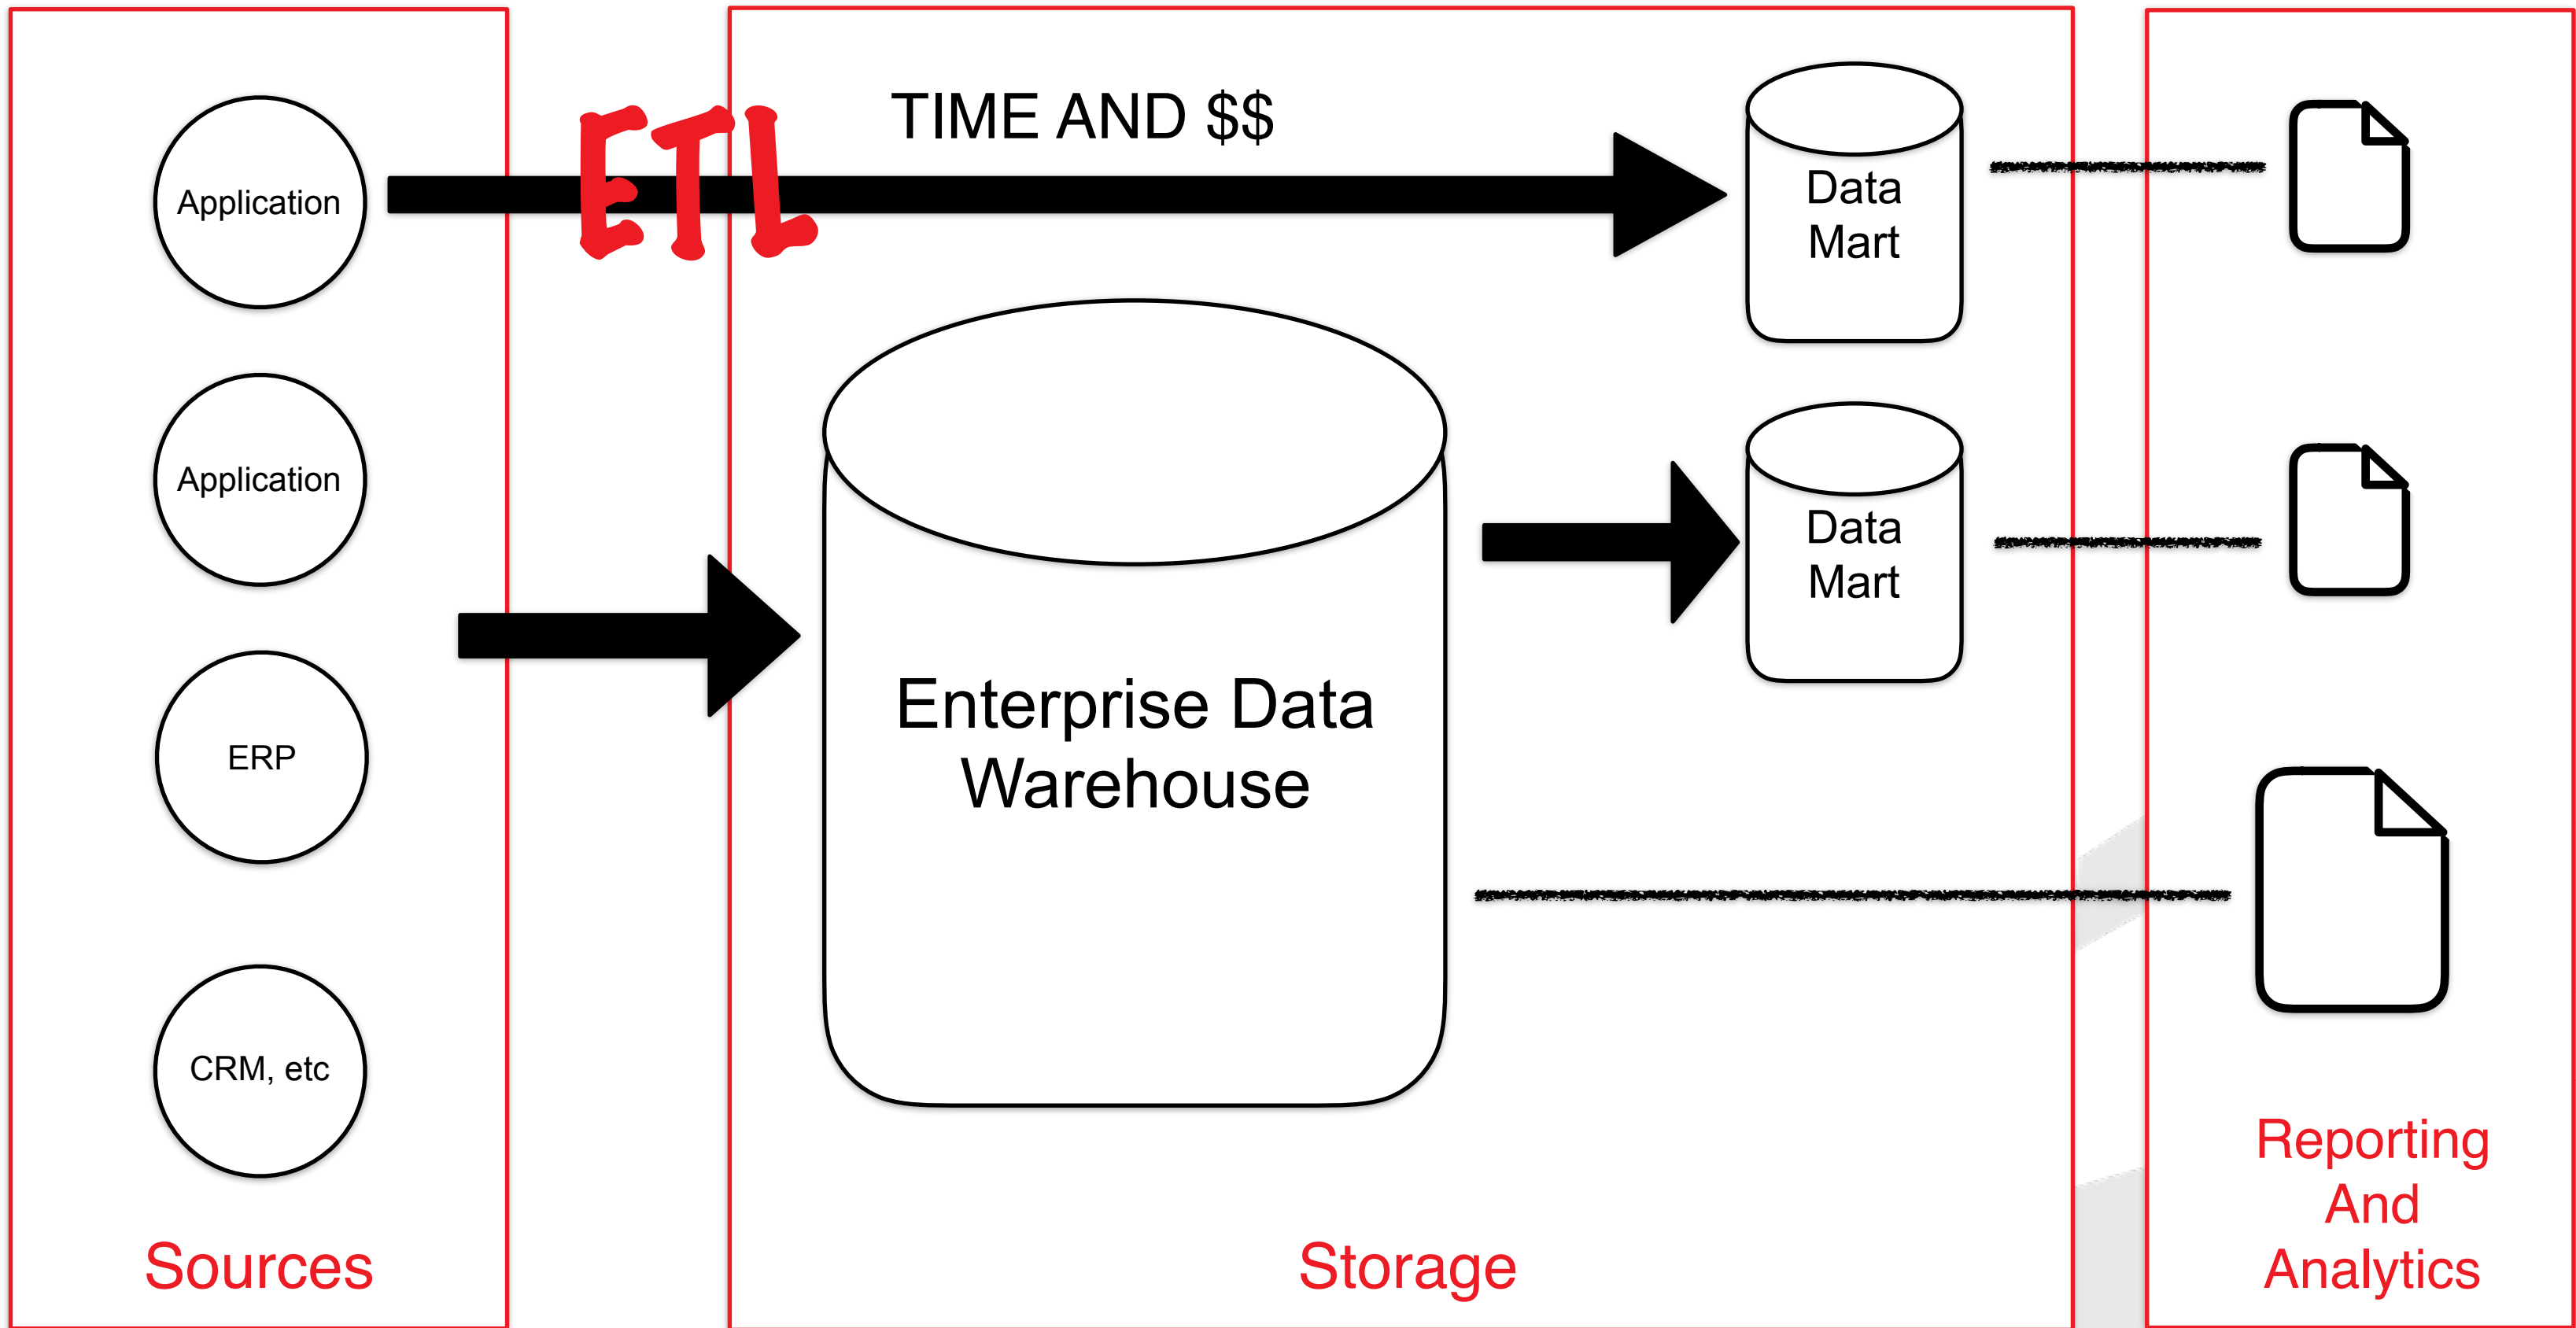 Application
Application
ERP
CRM, etc
Sources
ETL
TIME AND $$
Enterprise Data
Warehouse
Data
Mart
Data
Mart
Storage
Reporting
And
Analytics